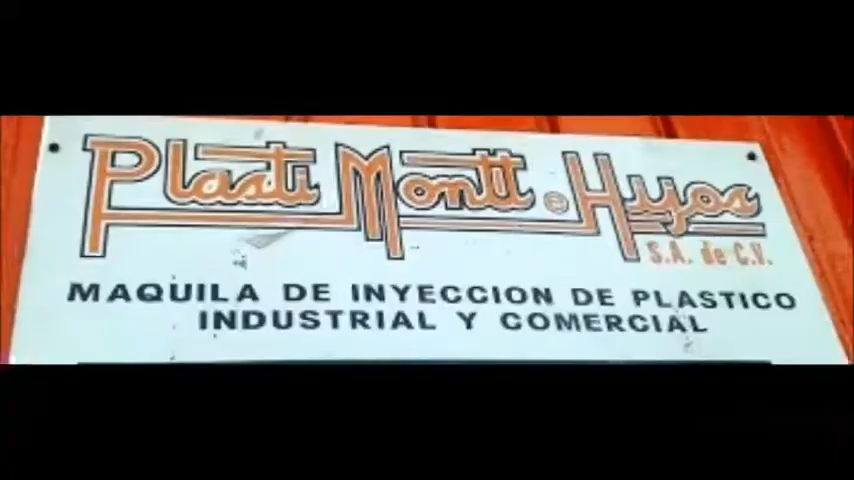 Plasti Montt e Hijos
S.A. de C.V.
MAQUILA DE INYECCION DE PLASTICO
INDUSTRIAL Y COMERCIAL